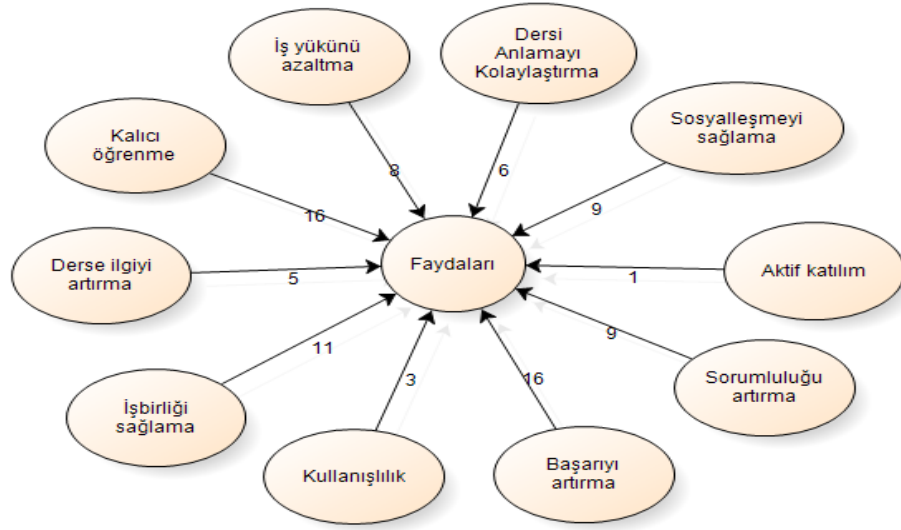 İş yükünü
azaltma
Dersi
Anlamayı
Kolaylaştırma
Kalıcı
öğrenme
Sosyalleşmeyi
sağlama
8
6
16
9
Derse ilgiyi
artırma
5
Faydaları
1
Aktif katılım
11
3
16
9
İşbirliği
sağlama
Sorumluluğu
artırma
Kullanışlılık
Başarıyı
artırma